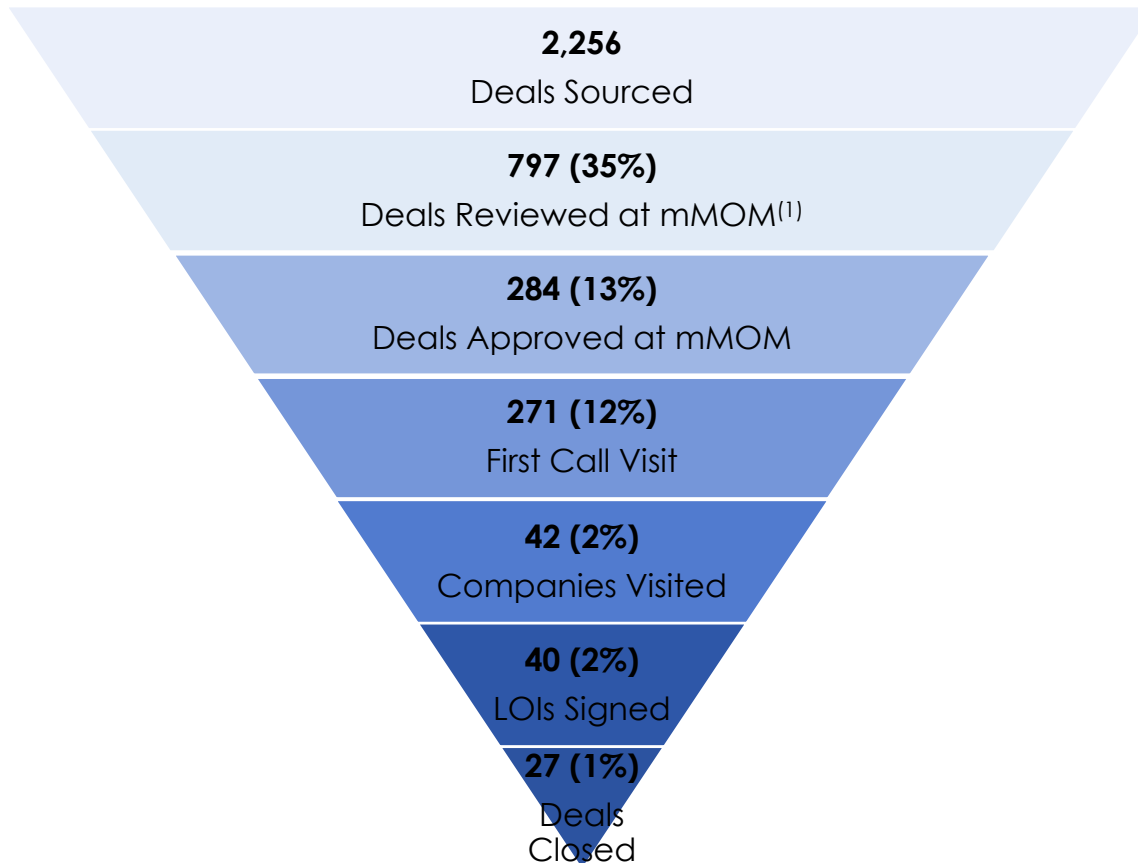 2,256
Deals Sourced
797 (35%)
Deals Reviewed at mMOM(1)
284 (13%)
Deals Approved at mMOM
271 (12%)
First Call Visit
42 (2%)
Companies Visited
40 (2%)
LOIs Signed
27 (1%)
Deals
Closed